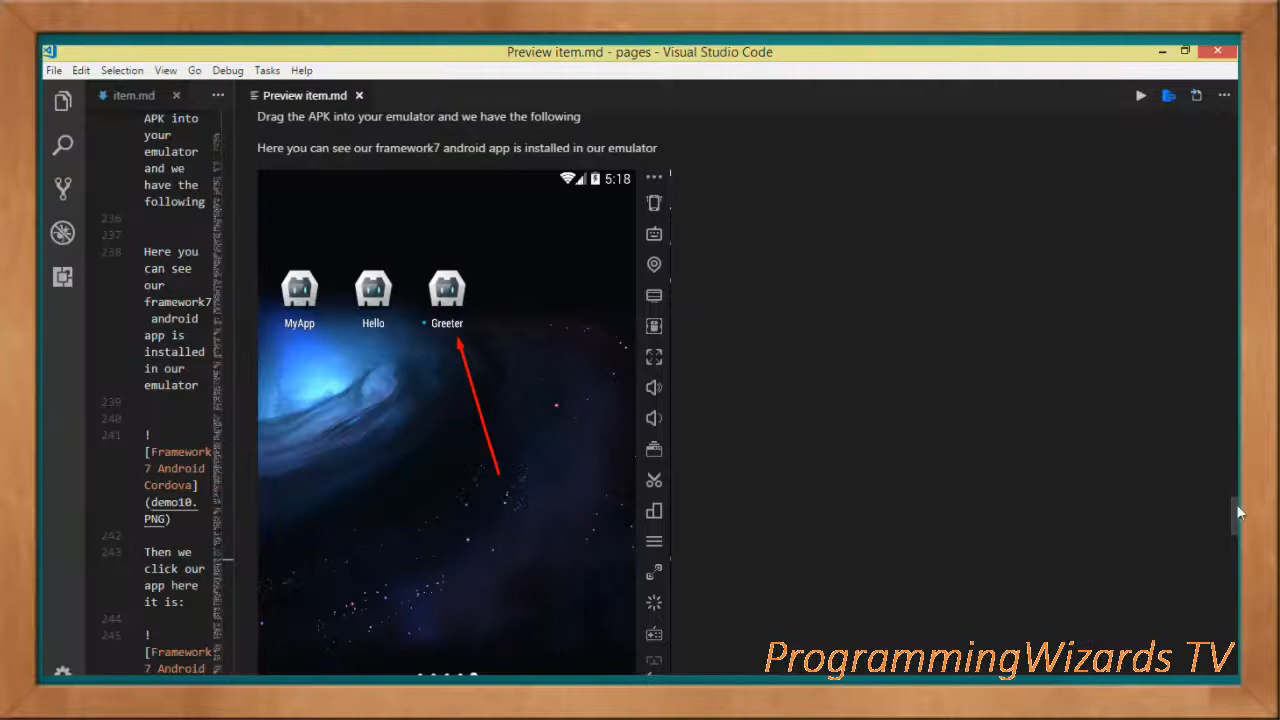 Preview item.md - pages - Visual Studio Code
File Edit Selection View Go Debug Tasks Help
item.md
Preview item.md
APK into
your
emulator
and we
have the
following
236
237
238 Here you
can see
our
framework7
android
app is
installed
in our
emulator
239
240
241 !
[Framework
7 Android
Cordova]
(demo10.
PNG)
242
243 Then we
click our
app here
it is:
244
245 !
[Framework
7 Android
Drag the APK into your emulator and we have the following
Here you can see our framework7 android app is installed in our emulator
5:18
MyApp Hello Greeter
ProgrammingWizards TV